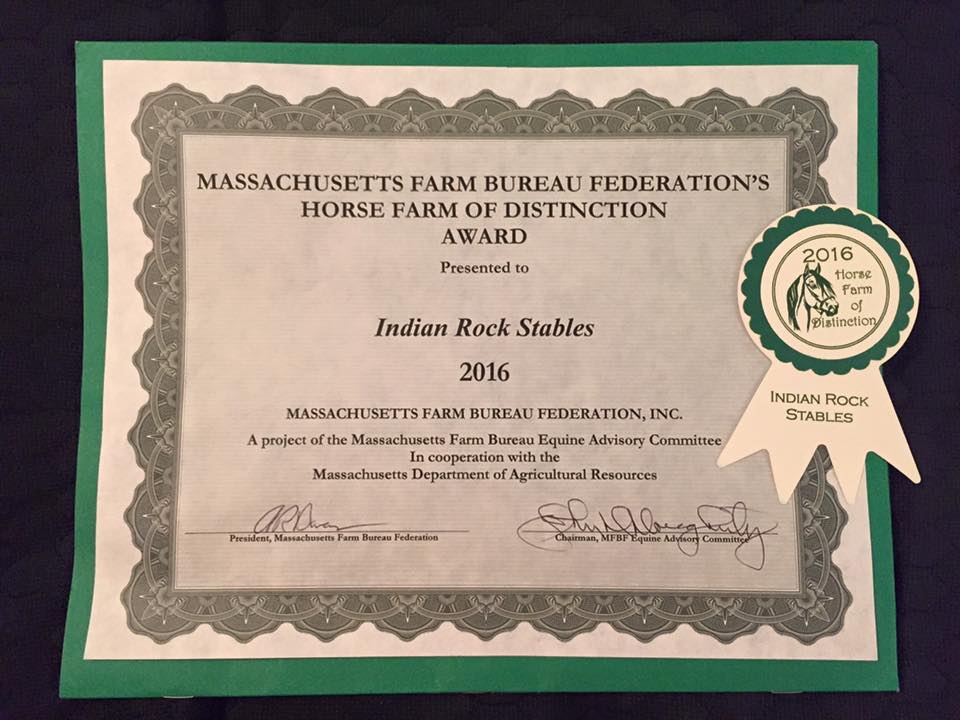 MASSACHUSETTS FARM BUREAU FEDERATION'S
HORSE FARM OF DISTINCTION
AWARD
Presented to
Indian Rock Stables
2016
MASSACHUSETTS FARM BUREAU FEDERATION, INC.
A project of the Massachusetts Farm Bureau Equine Advisory Committee
In cooperation with the
Massachusetts Department of Agricultural Resources
President, Massachusetts Farm Bureau Federation
Chairman, MFBF Equine Advisory Committee
2016
Horse
Farm
of
Distinction
INDIAN ROCK
STABLES